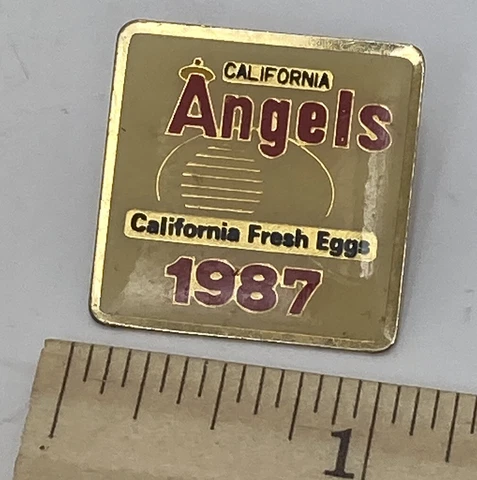 CALIFORNIA
Angels
California Fresh Eggs
1987
1